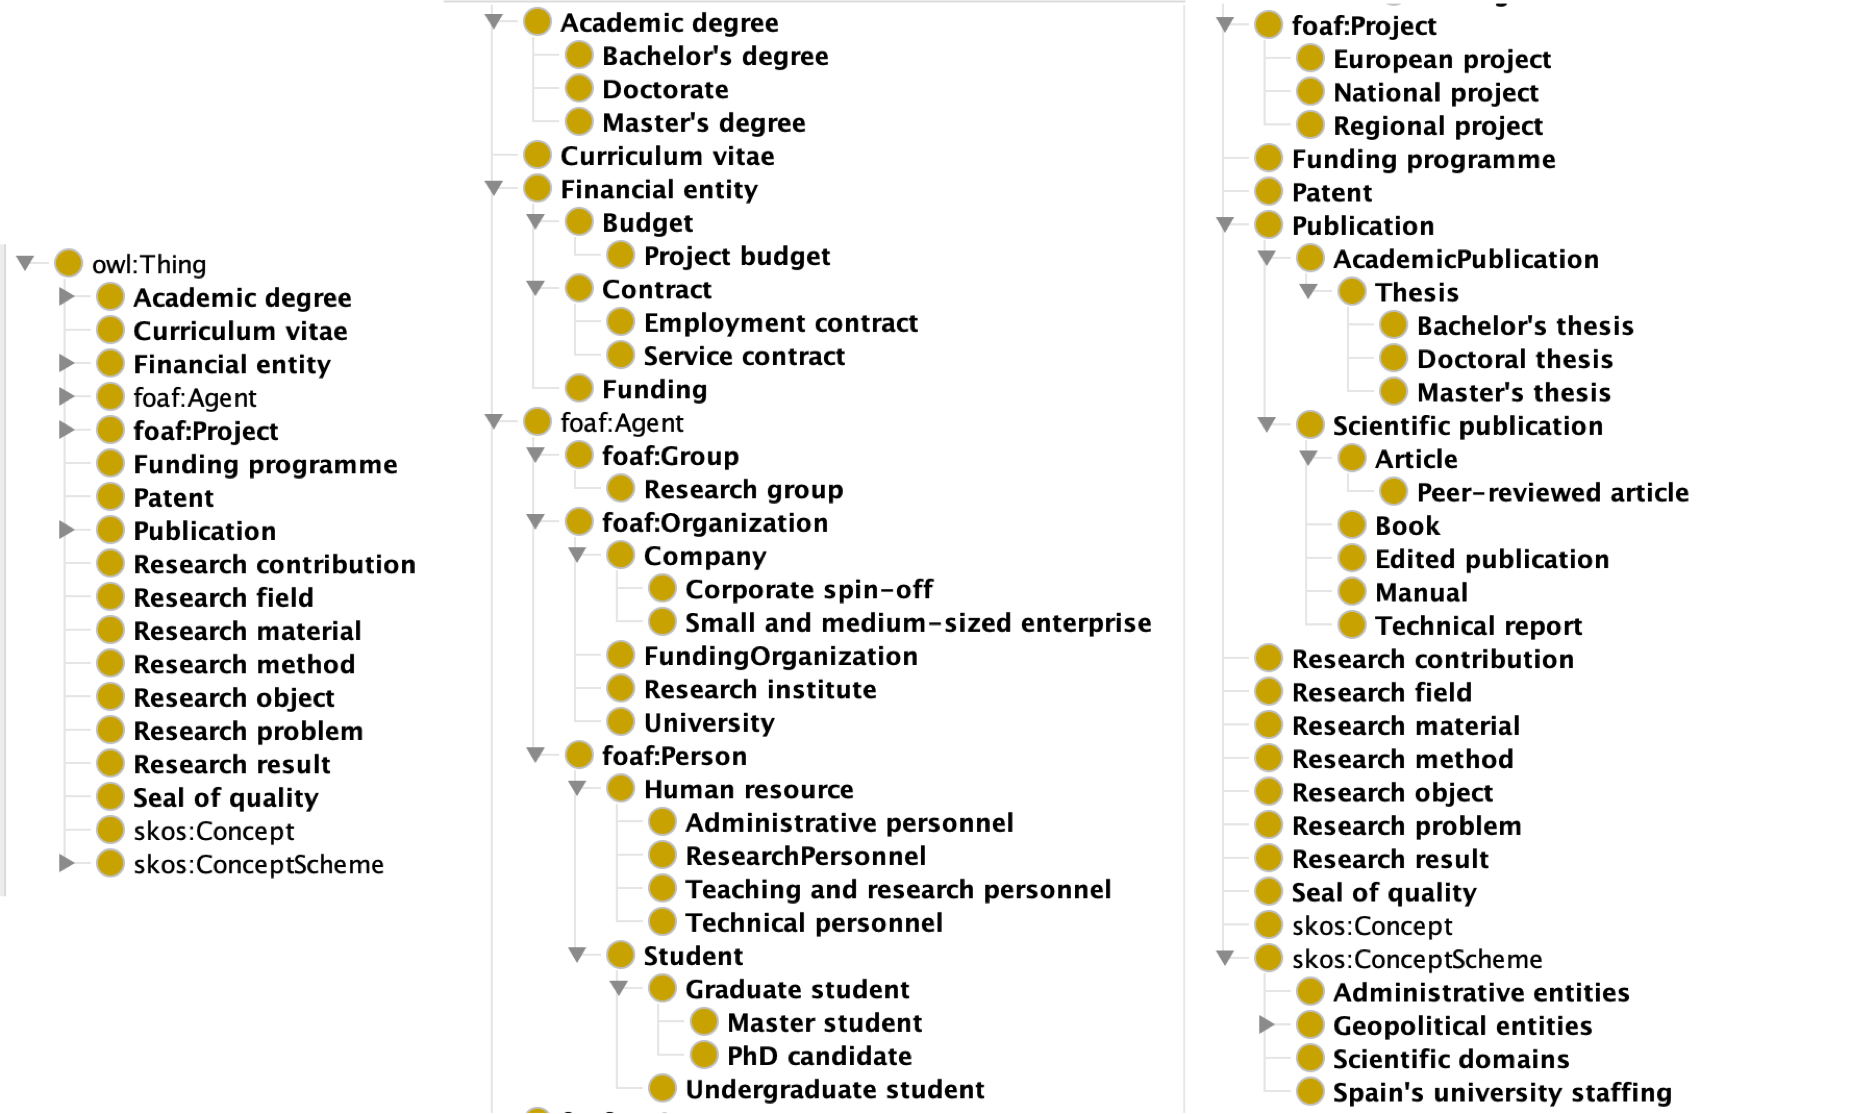 owl:Thing
Academic degree
Curriculum vitae
Financial entity
foaf:Agent
foaf:Project
Funding programme
Patent
Publication
Research contribution
Research field
Research material
Research method
Research object
Research problem
Research result
Seal of quality
skos:Concept
skos:ConceptScheme
Academic degree
Bachelor's degree
Doctorate
Master's degree
Curriculum vitae
Financial entity
Budget
Project budget
Contract
Employment contract
Service contract
Funding
foaf:Agent
foaf:Group
Research group
foaf:Organization
Company
Corporate spin-off
Small and medium-sized enterprise
FundingOrganization
Research institute
University
foaf:Person
Human resource
Administrative personnel
ResearchPersonnel
Teaching and research personnel
Technical personnel
Student
Graduate student
Master student
PhD candidate
Undergraduate student
foaf:Project
European project
National project
Regional project
Funding programme
Patent
Publication
AcademicPublication
Thesis
Bachelor's thesis
Doctoral thesis
Master's thesis
Scientific publication
Article
Peer-reviewed article
Book
Edited publication
Manual
Technical report
Research contribution
Research field
Research material
Research method
Research object
Research problem
Research result
Seal of quality
skos:Concept
skos:ConceptScheme
Administrative entities
Geopolitical entities
Scientific domains
Spain's university staffing